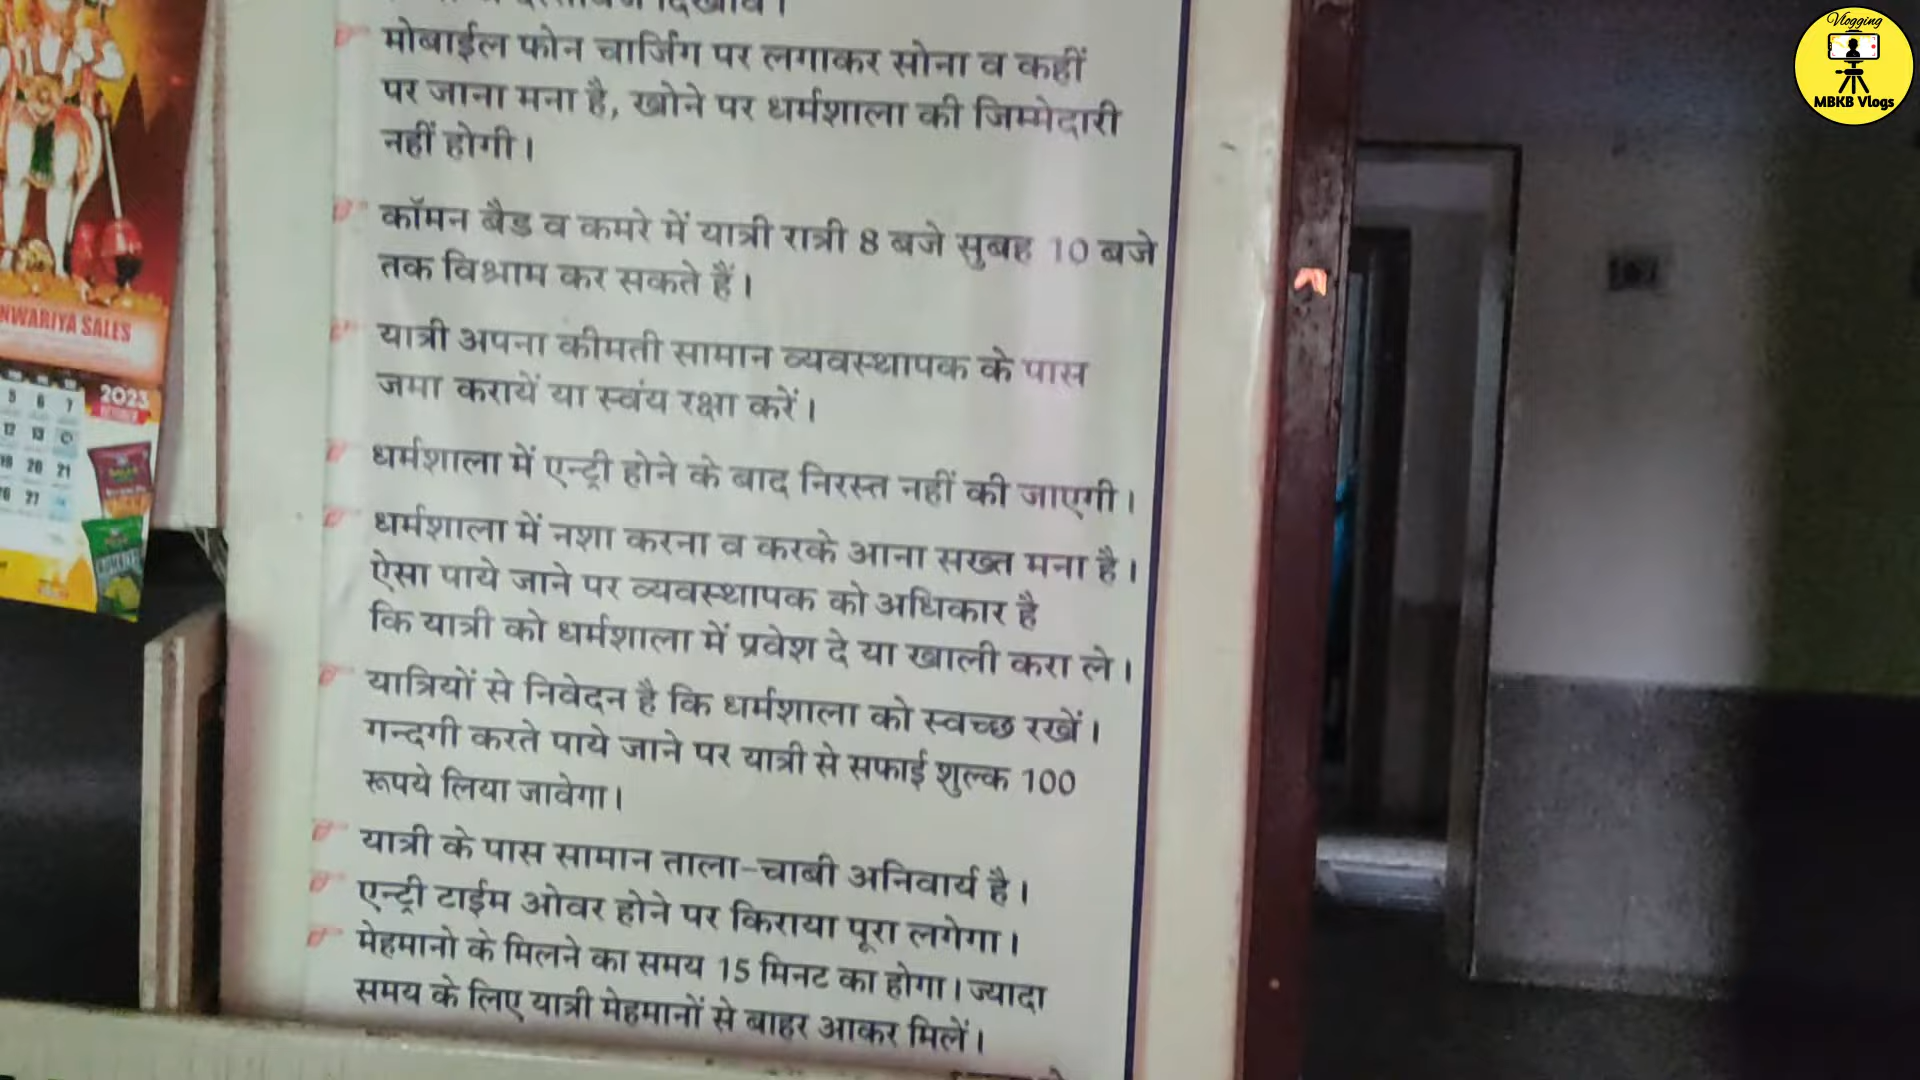 मोबाईल फोन चार्जिंग पर लगाकर सोना व कहीं
पर जाना मना है, खोने पर धर्मशाला की जिम्मेदारी
नहीं होगी।
कॉमन बैड व कमरे में यात्री रात्री 8 बजे सुबह 10 बजे
तक विश्राम कर सकते हैं।
यात्री अपना कीमती सामान व्यवस्थापक के पास
जमा करायें या स्वंय रक्षा करें।
धर्मशाला में एन्ट्री होने के बाद निरस्त नहीं की जाएगी।
धर्मशाला में नशा करना व करके आना सख्त मना है।
ऐसा पाये जाने पर व्यवस्थापक को अधिकार है
कि यात्री को धर्मशाला में प्रवेश दे या खाली करा ले।
यात्रियों से निवेदन है कि धर्मशाला को स्वच्छ रखें।
गन्दगी करते पाये जाने पर यात्री से सफाई शुल्क 100
रूपये लिया जावेगा।
यात्री के पास सामान ताला-चाबी अनिवार्य है।
एन्ट्री टाईम ओवर होने पर किराया पूरा लगेगा।
मेहमानो के मिलने का समय 15 मिनट का होगा। ज्यादा
समय के लिए यात्री मेहमानों से बाहर आकर मिलें।
NWARIYA SALES
2023
5 6 7
12 13
19 20 21
26 27
Vlogging
MBKB Vlogs